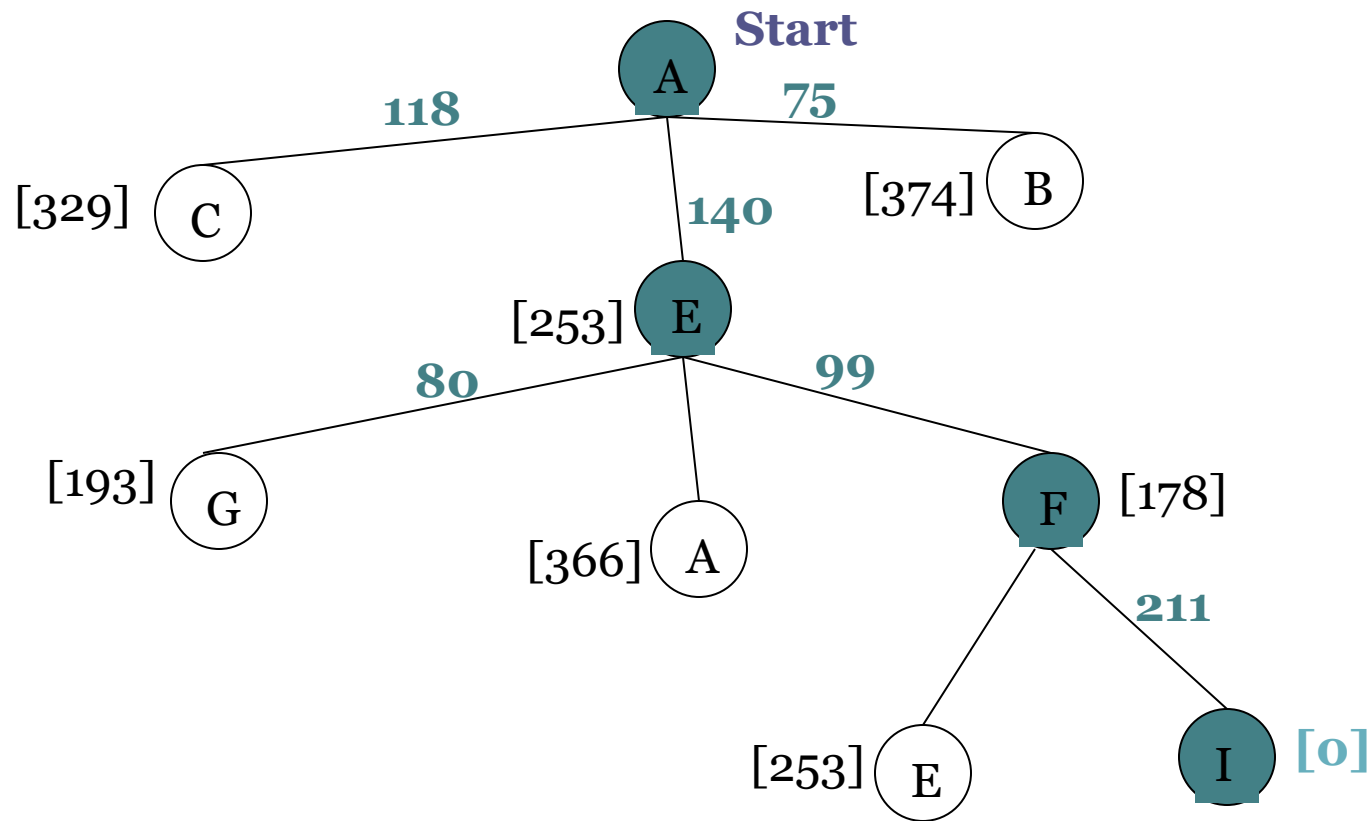 Start
A
118
75
[329]
C
140
[374]
B
[253]
E
80
99
[193]
G
[366]
A
F
[178]
211
[253]
E
I
[0]